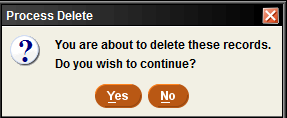 Process Delete
You are about to delete these records.
Do you wish to continue?
Yes No